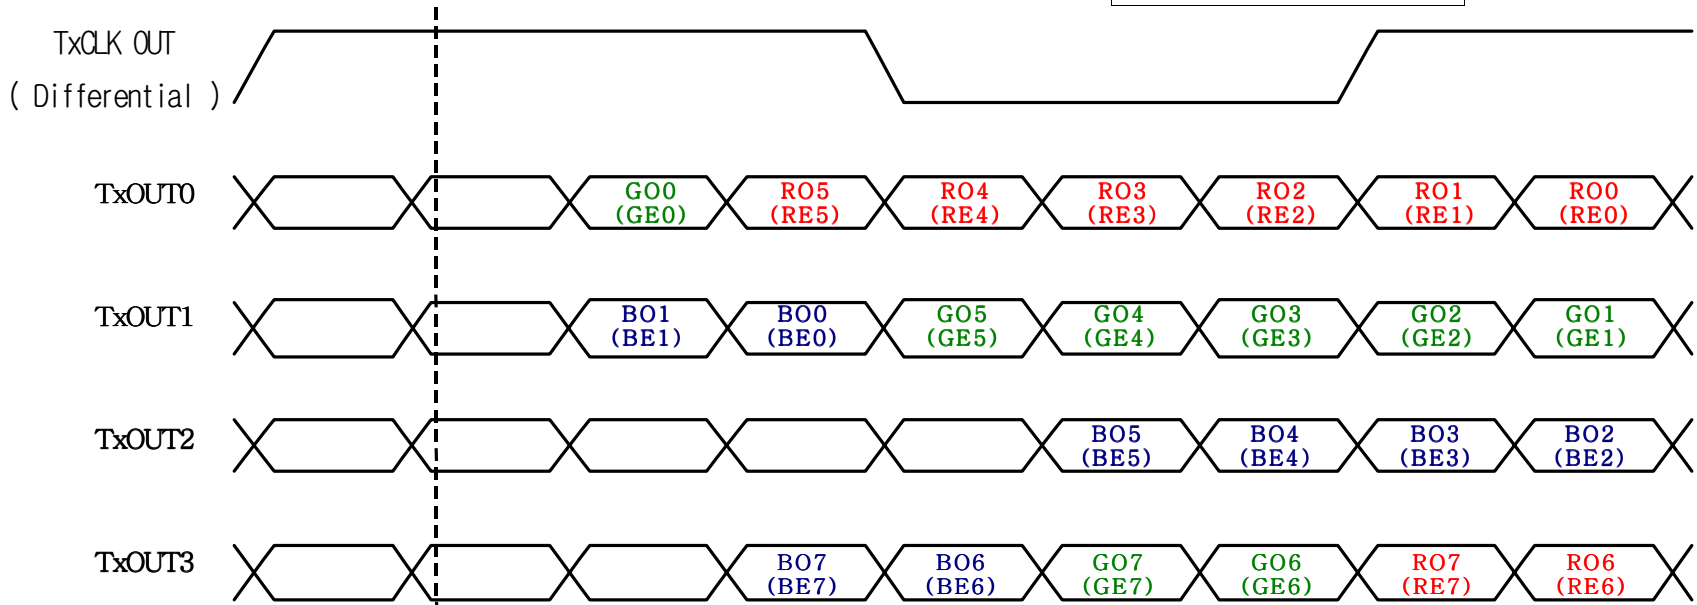 TxCLK OUT
( Differential )
TxOUT0
GO0 RO5 RO4 RO3 RO2 RO1 RO0
(GE0) (RE5) (RE4) (RE3) (RE2) (RE1) (RE0)
TxOUT1
BO1 BO0 GO5 GO4 GO3 GO2 GO1
(BE1) (BE0) (GE5) (GE4) (GE3) (GE2) (GE1)
TxOUT2
BO5 BO4 BO3 BO2
(BE5) (BE4) (BE3) (BE2)
TxOUT3
BO7 BO6 GO7 GO6 RO7 RO6
(BE7) (BE6) (GE7) (GE6) (RE7) (RE6)